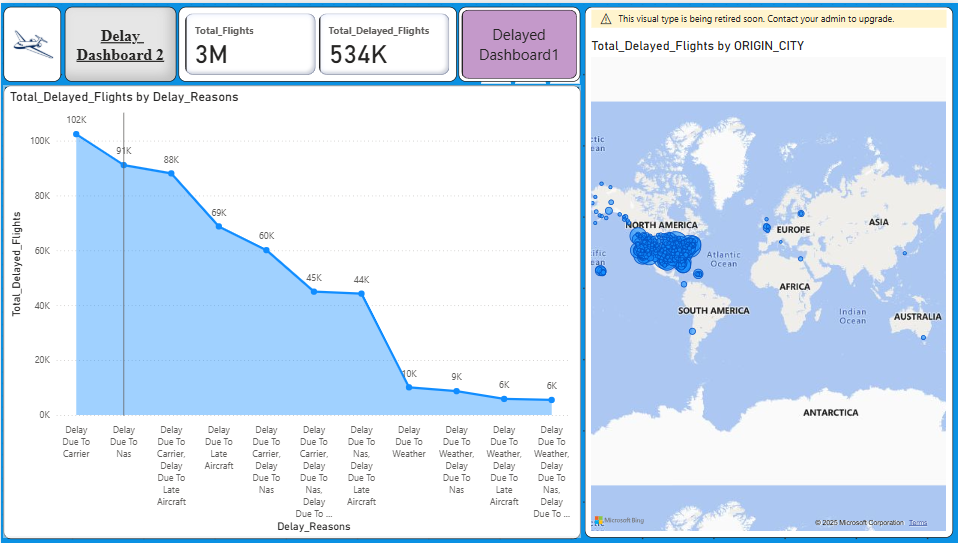 Delay
Dashboard 2
Total_Flights
3M
Total_Delayed_Flights
534K
Delayed
Dashboard1
Total_Delayed_Flights by Delay_Reasons
Total_Delayed_Flights
100K
80K
60K
40K
20K
0K
102K
91K
88K
69K
60K
45K
44K
10K
9K
6K
6K
Delay
Due To
Carrier
Delay
Due To
Nas
Delay
Due To
Carrier,
Delay
Due To
Late
Aircraft
Delay
Due To
Late
Aircraft
Delay
Due To
Carrier,
Delay
Due To
Nas
Delay
Due To
Carrier,
Delay
Due To
Nas,
Delay
Due To ...
Delay
Due To
Nas,
Delay
Due To
Late
Aircraft
Delay
Due To
Weather
Delay
Due To
Weather,
Delay
Due To
Nas
Delay
Due To
Weather,
Delay
Due To
Late
Aircraft
Delay
Due To
Weather,
Delay
Due To
Nas,
Delay
Due To ...
Delay_Reasons
This visual type is being retired soon. Contact your admin to upgrade.
Total_Delayed_Flights by ORIGIN_CITY
ctic
ean
NORTH AMERICA
EUROPE
ASIA
cific
ean
Atlantic
Ocean
AFRICA
SOUTH AMERICA
Indian
Ocean
AUSTRALIA
ANTARCTICA
Microsoft Bing
© 2025 Microsoft Corporation
Terms